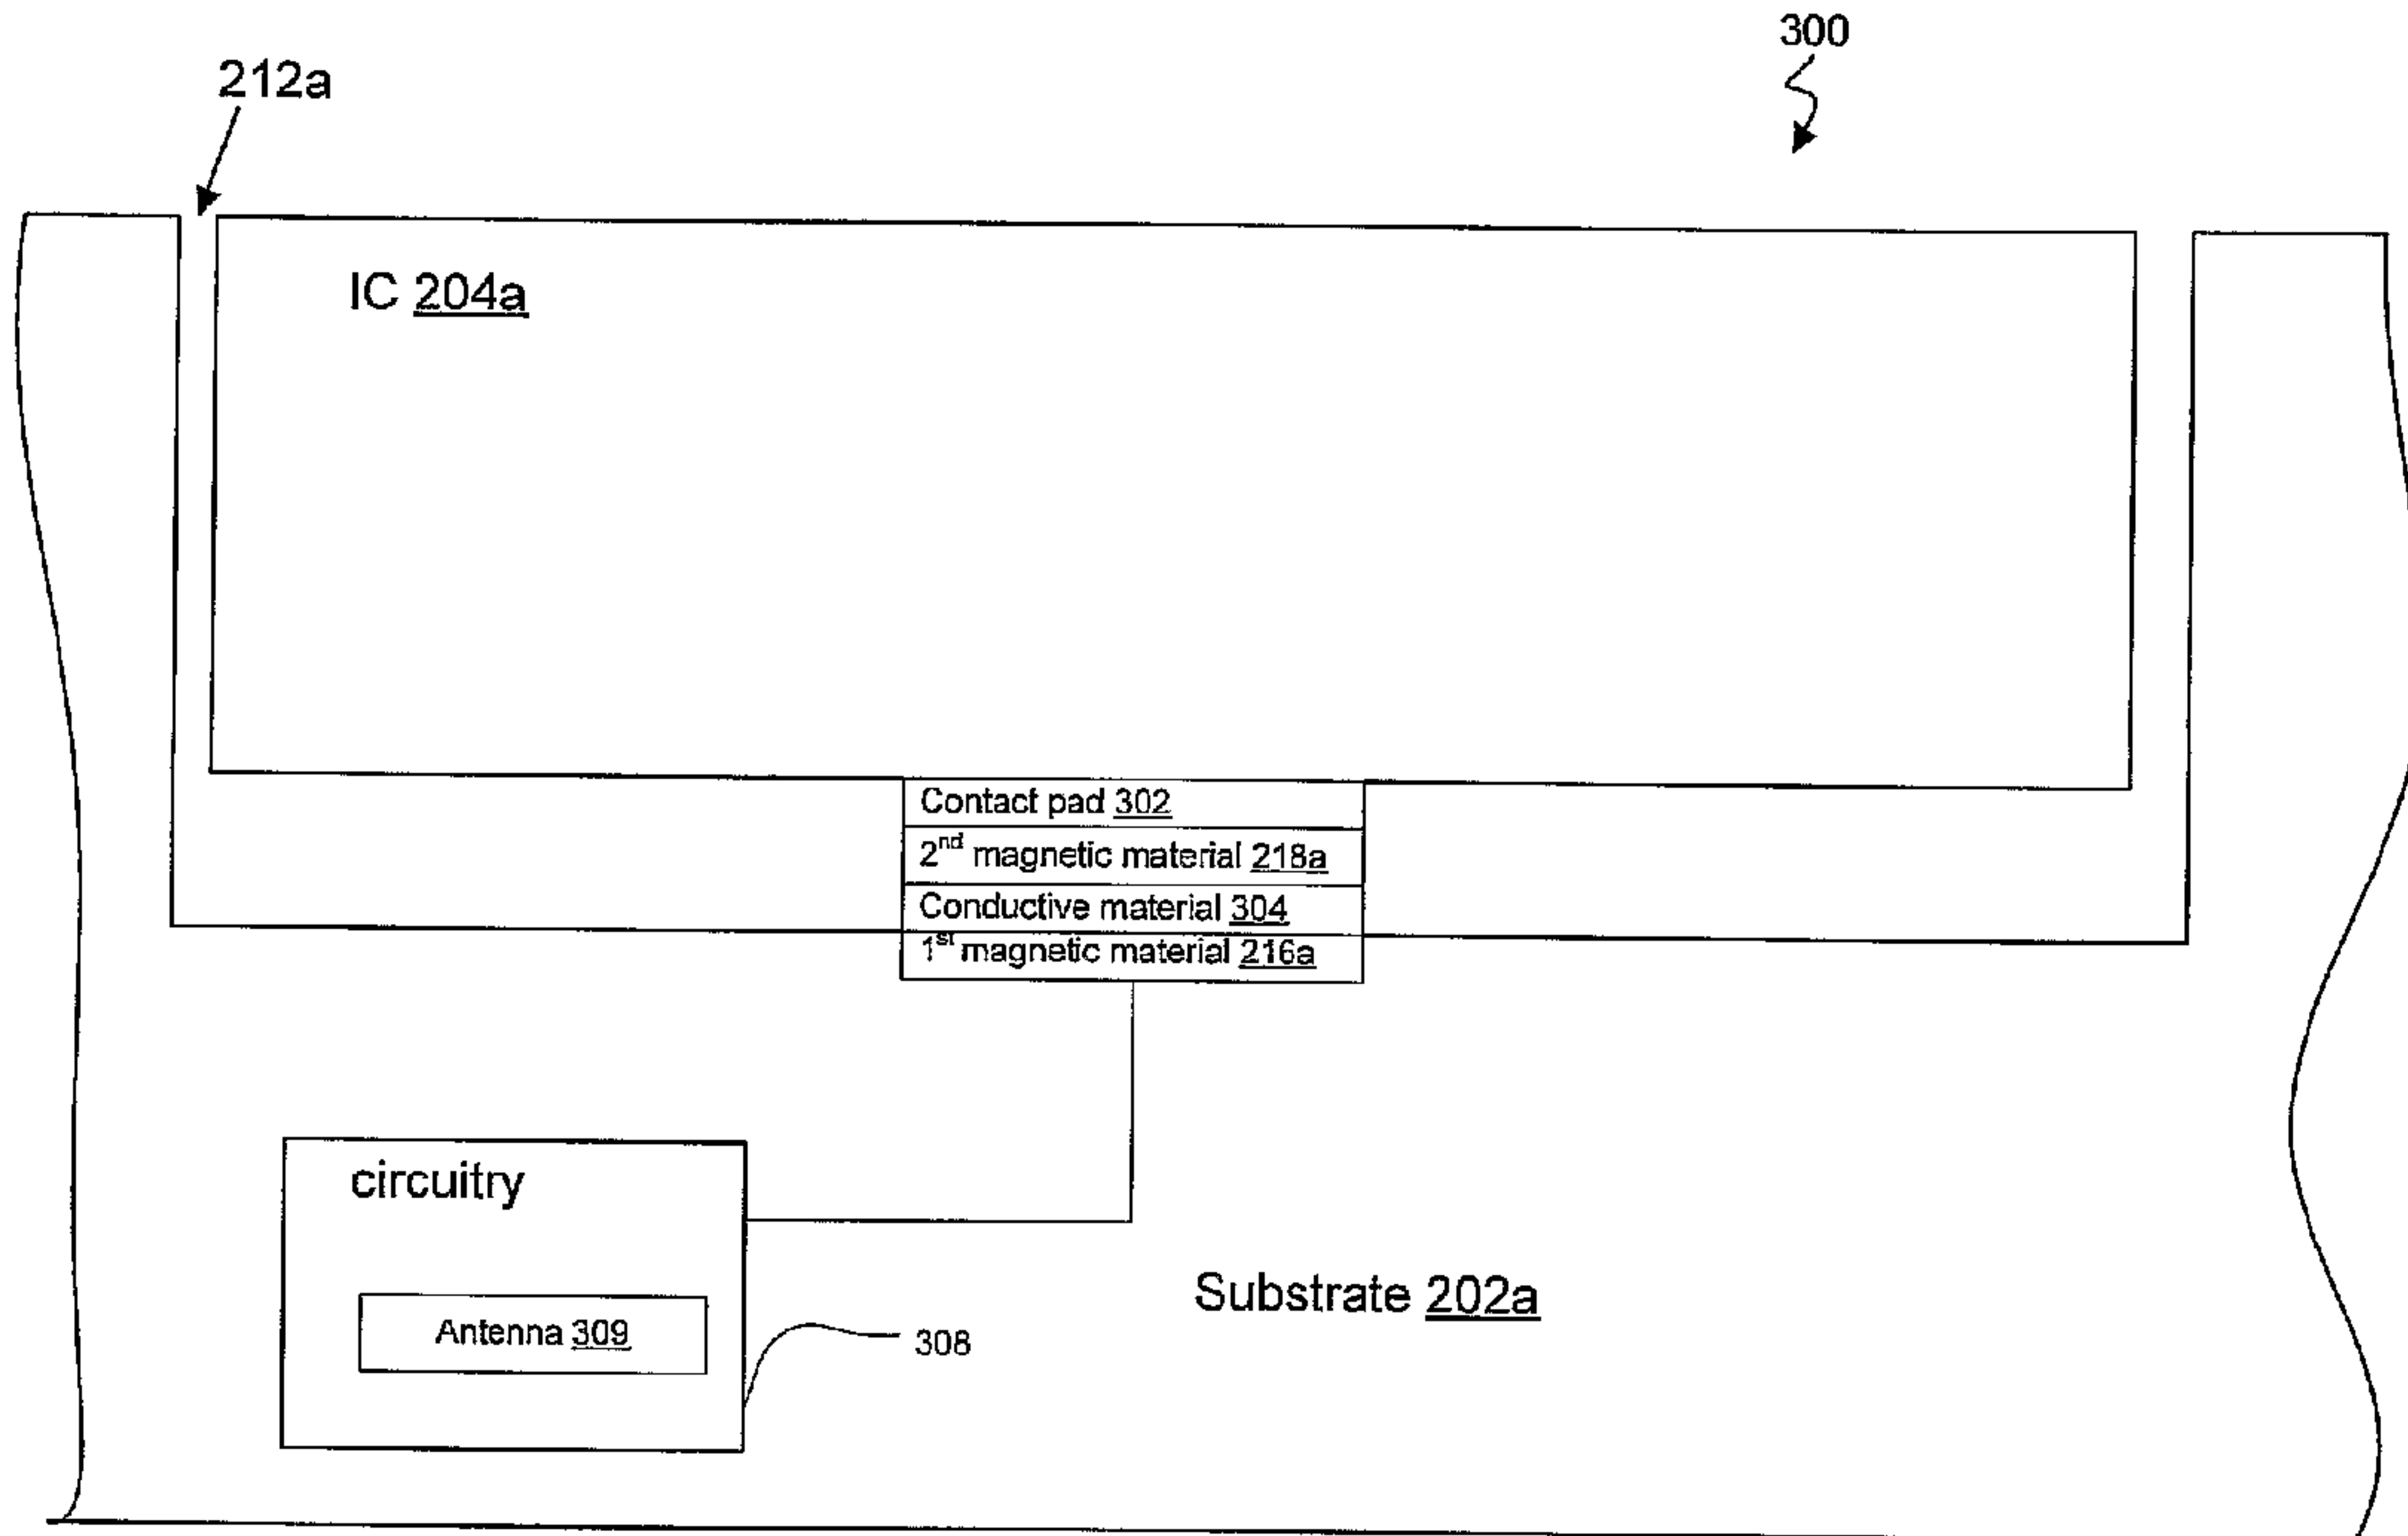 300
212a
IC 204a
Contact pad 302
2nd magnetic material 218a
Conductive material 304
1st magnetic material 216a
circuitry
Substrate 202a
Antenna 309
308